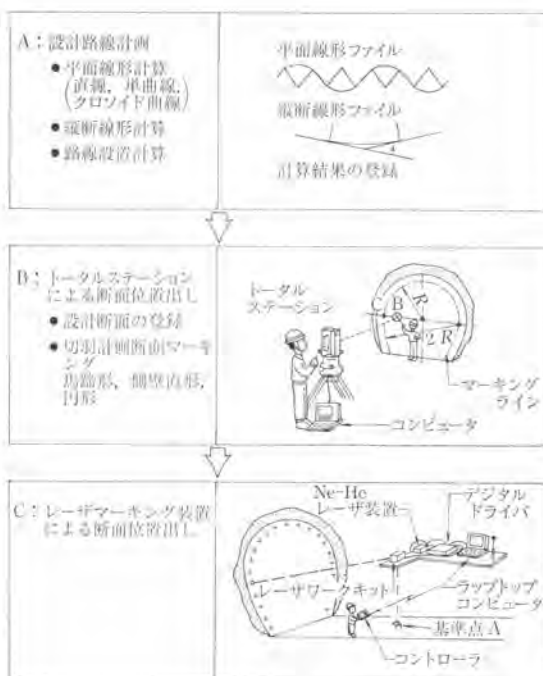 A:設計路線計画
●平面線形計算
(直線, 単曲線,
クロソイド曲線)
●縦断線形計算
●路線設置計算
平面線形ファイル
縦断線形ファイル
計算結果の登録
B:トータルステーション
による断面位置出し
●設計断面の登録
●切羽計画断面マーキ
ング
馬蹄形, 側壁直形,
円形
トータル
ステーション
C
B
R
2R
マーキング
ライン
コンピュータ
C:レーザマーキング装置
による断面位置出し
Ne-He
レーザ装置
デジタル
ドライバ
レーザワークキット
ラップトップ
コンピュータ
基準点A
コントローラ